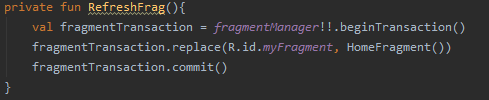 private fun RefreshFrag(){
val fragmentTransaction = fragmentManager!!.beginTransaction()
fragmentTransaction.replace(R.id.myFragment, HomeFragment())
fragmentTransaction.commit()
}